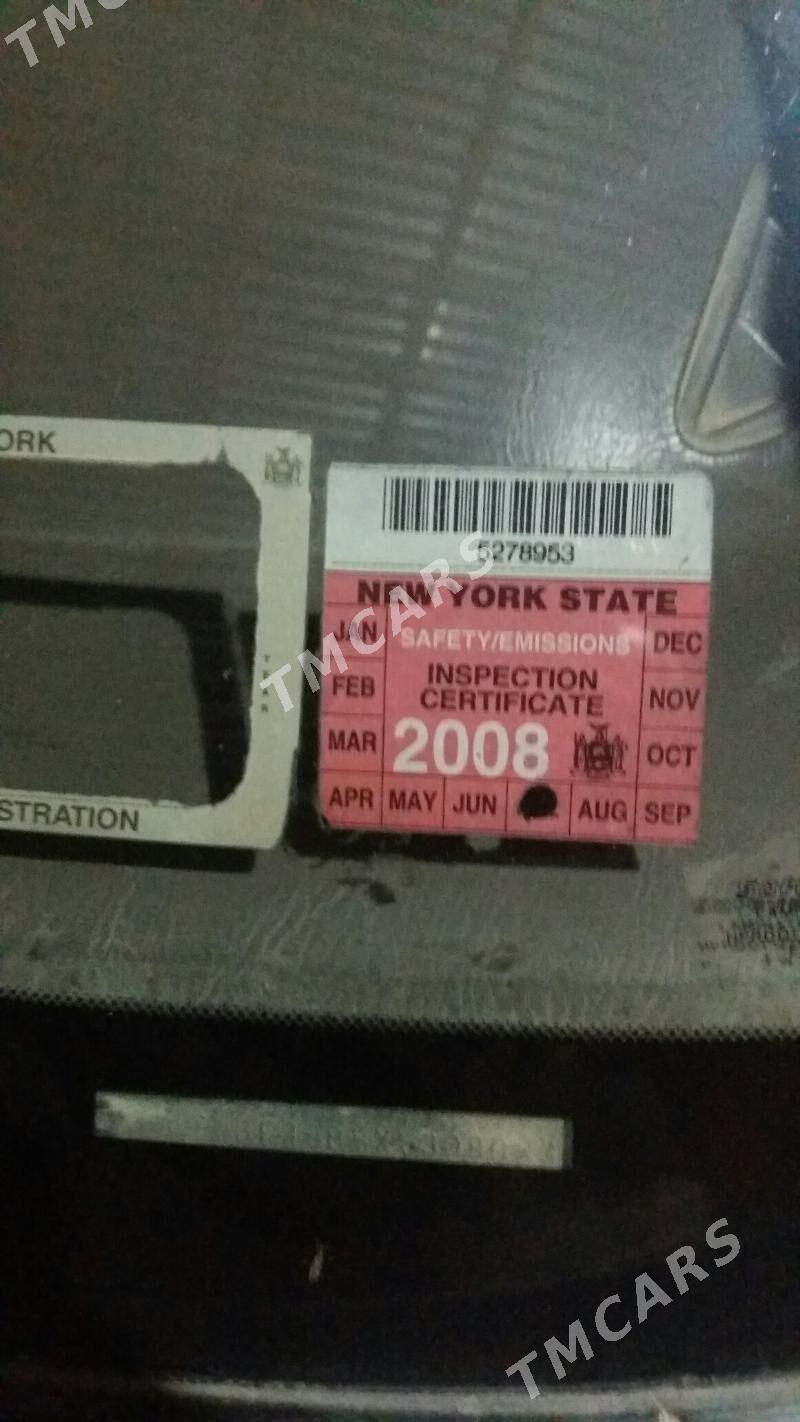 TMCARS
ORK
5278953
NEW YORK STATE
JAN SAFETY/EMISSIONS DEC
FEB INSPECTION NOV
CERTIFICATE
MAR 2008 OCT
APR MAY JUN AUG SEP
STRATION
TMCARS
TMCARS